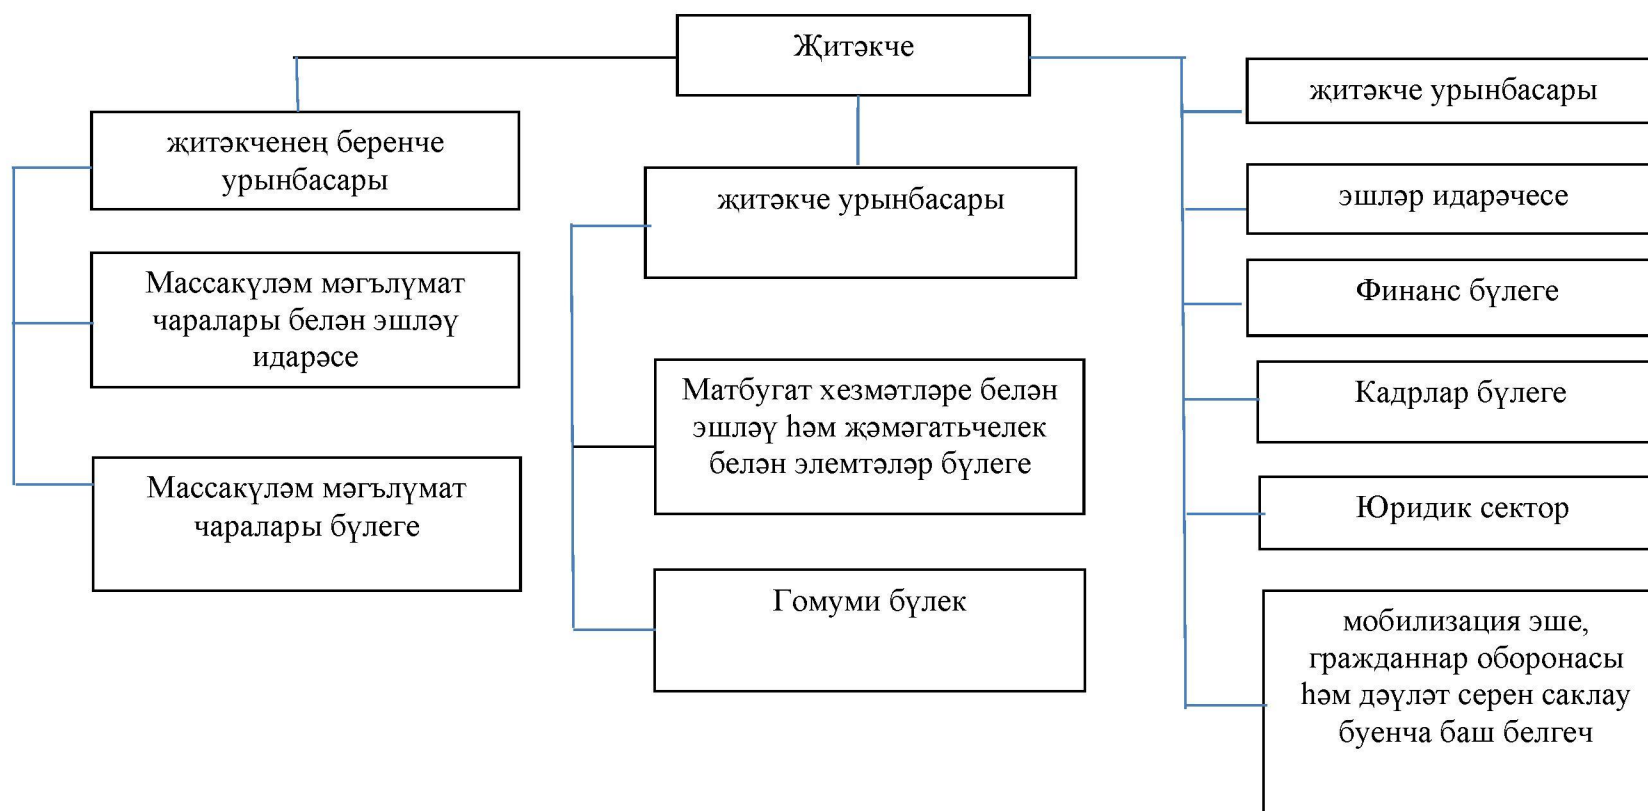 Җитәкче
җитәкченең беренче
урынбасары
Массакүләм мәгълүмат
чаралары белән эшләү
идарәсе
Массакүләм мәгълүмат
чаралары бүлеге
җитәкче урынбасары
Матбугат хезмәтләре белән
эшләү һәм җәмәгатьчелек
белән элемтәләр бүлеге
Гомуми бүлек
җитәкче урынбасары
эшләр идарәчесе
Финанс бүлеге
Кадрлар бүлеге
Юридик сектор
мобилизация эше,
гражданнар оборонасы
һәм дәүләт серен саклау
буенча баш белгеч